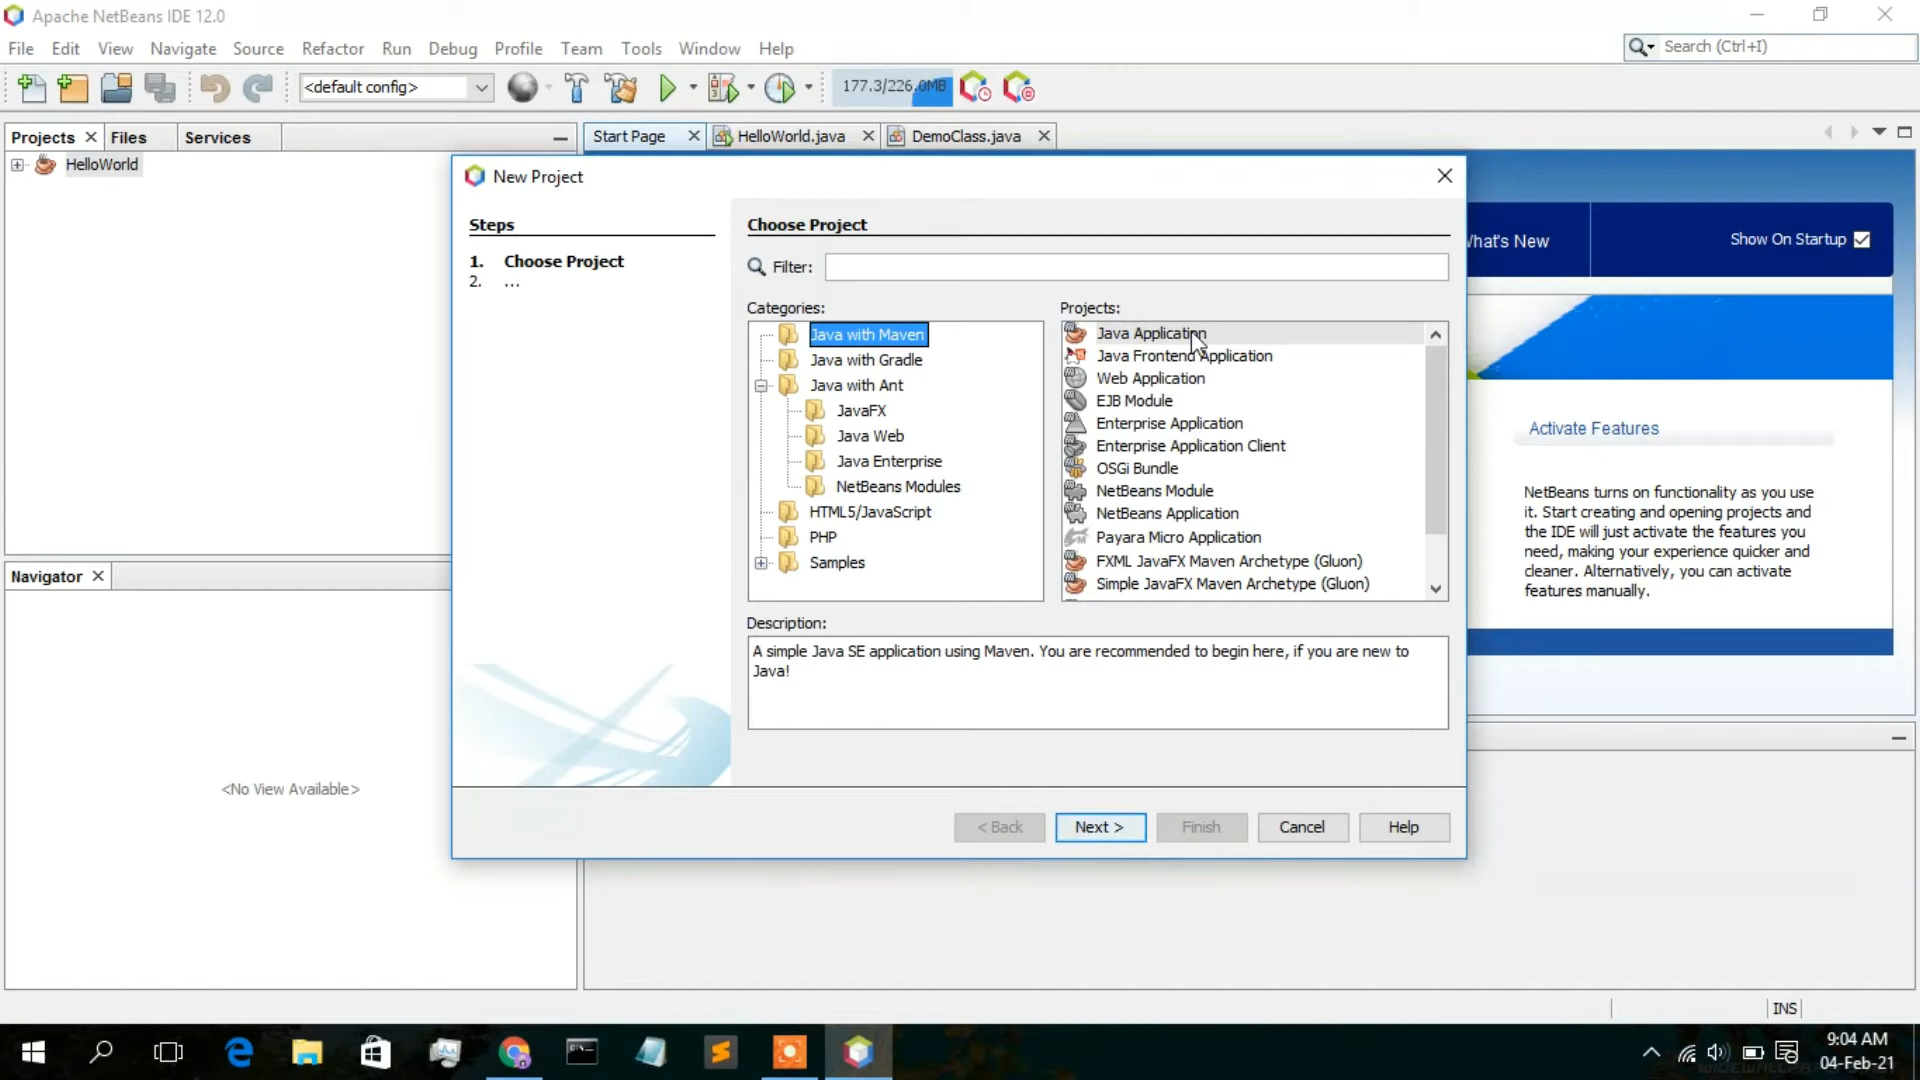 Apache NetBeans IDE 12.0
File Edit View Navigate Source Refactor Run Debug Profile Team Tools Window Help
Search (Ctrl+I)
<default config>
177.3/226.0MB
Projects Files Services
Start Page HelloWorld.java DemoClass.java
HelloWorld
New Project
Steps
1. Choose Project
2. ...
Choose Project
Filter:
Categories:
Java with Maven
Java with Gradle
Java with Ant
JavaFX
Java Web
Java Enterprise
NetBeans Modules
HTML5/JavaScript
PHP
Samples
Projects:
Java Application
Java Frontend Application
Web Application
EJB Module
Enterprise Application
Enterprise Application Client
OSGi Bundle
NetBeans Module
NetBeans Application
Payara Micro Application
FXML JavaFX Maven Archetype (Gluon)
Simple JavaFX Maven Archetype (Gluon)
Description:
A simple Java SE application using Maven. You are recommended to begin here, if you are new to
Java!
< Back Next > Finish Cancel Help
What's New
Show On Startup
Activate Features
NetBeans turns on functionality as you use
it. Start creating and opening projects and
the IDE will just activate the features you
need, making your experience quicker and
cleaner. Alternatively, you can activate
features manually.
Navigator
<No View Available>
INS
9:04 AM
04-Feb-21